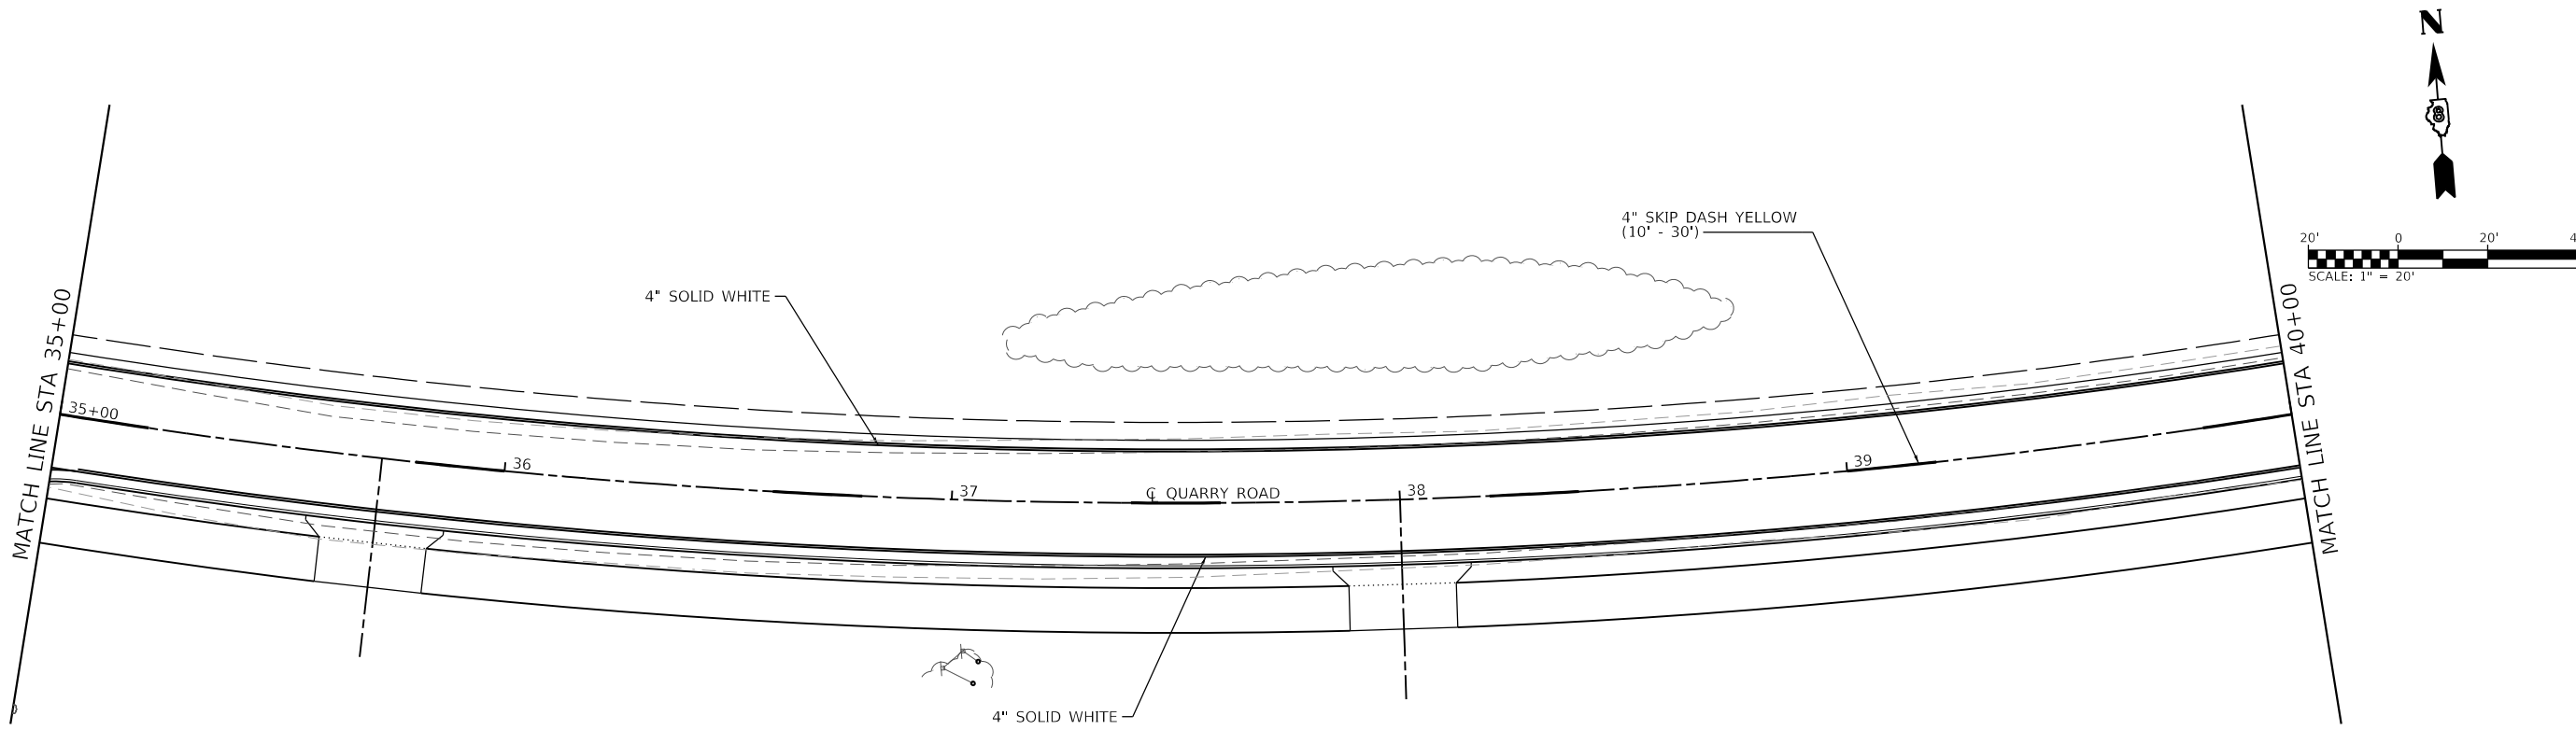 N
4" SKIP DASH YELLOW
(10' - 30')
20' 0 20'
SCALE: 1" = 20'
4" SOLID WHITE
MATCH LINE STA 35+00
MATCH LINE STA 40+00
35+00
36
37
℄ QUARRY ROAD
38
39
4" SOLID WHITE